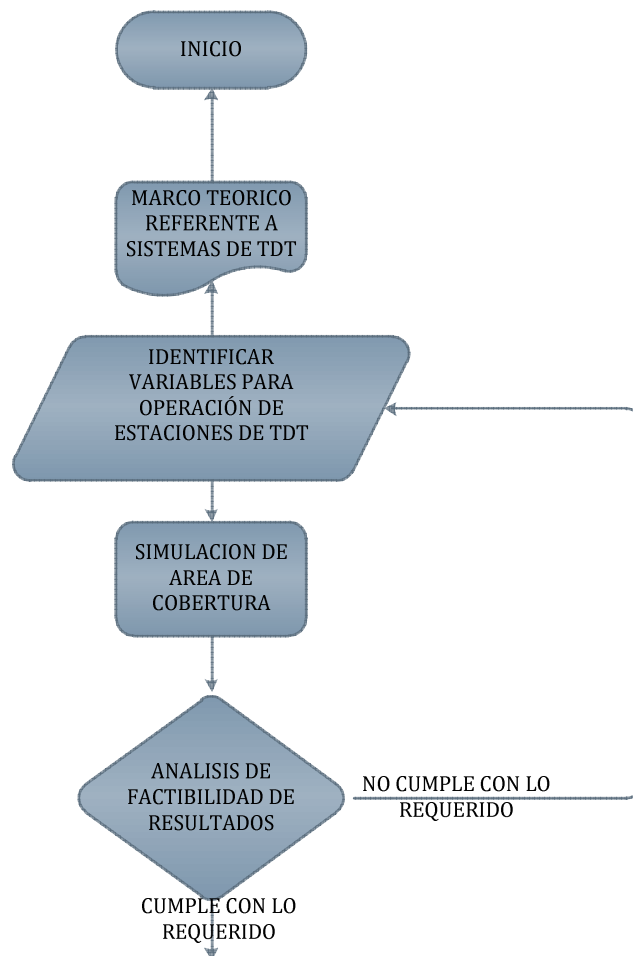 INICIO
MARCO TEORICO
REFERENTE A
SISTEMAS DE TDT
IDENTIFICAR
VARIABLES PARA
OPERACIÓN DE
ESTACIONES DE TDT
SIMULACION DE
AREA DE
COBERTURA
ANALISIS DE
FACTIBILIDAD DE
RESULTADOS
NO CUMPLE CON LO
REQUERIDO
CUMPLE CON LO
REQUERIDO